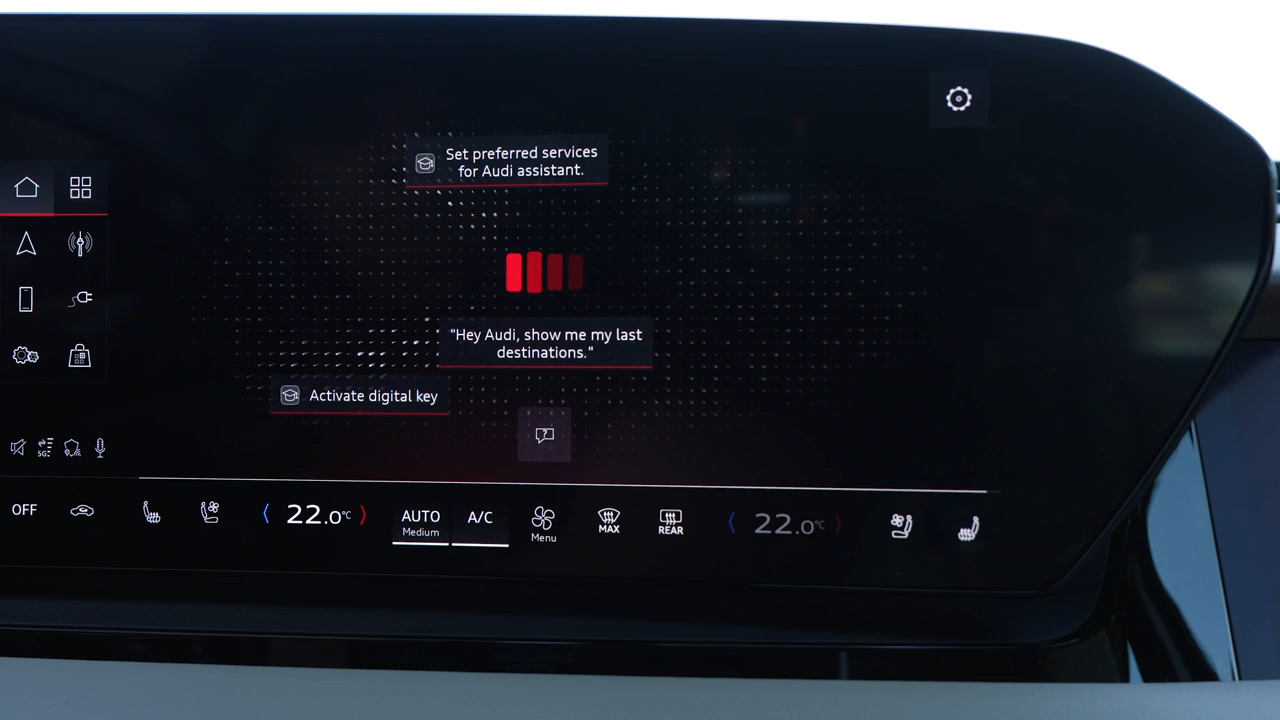 Set preferred services
for Audi assistant.
"Hey Audi, show me my last
destinations."
Activate digital key
5G
OFF
22.0°C
AUTO
Medium
A/C
Menu
MAX
REAR
22.0°C